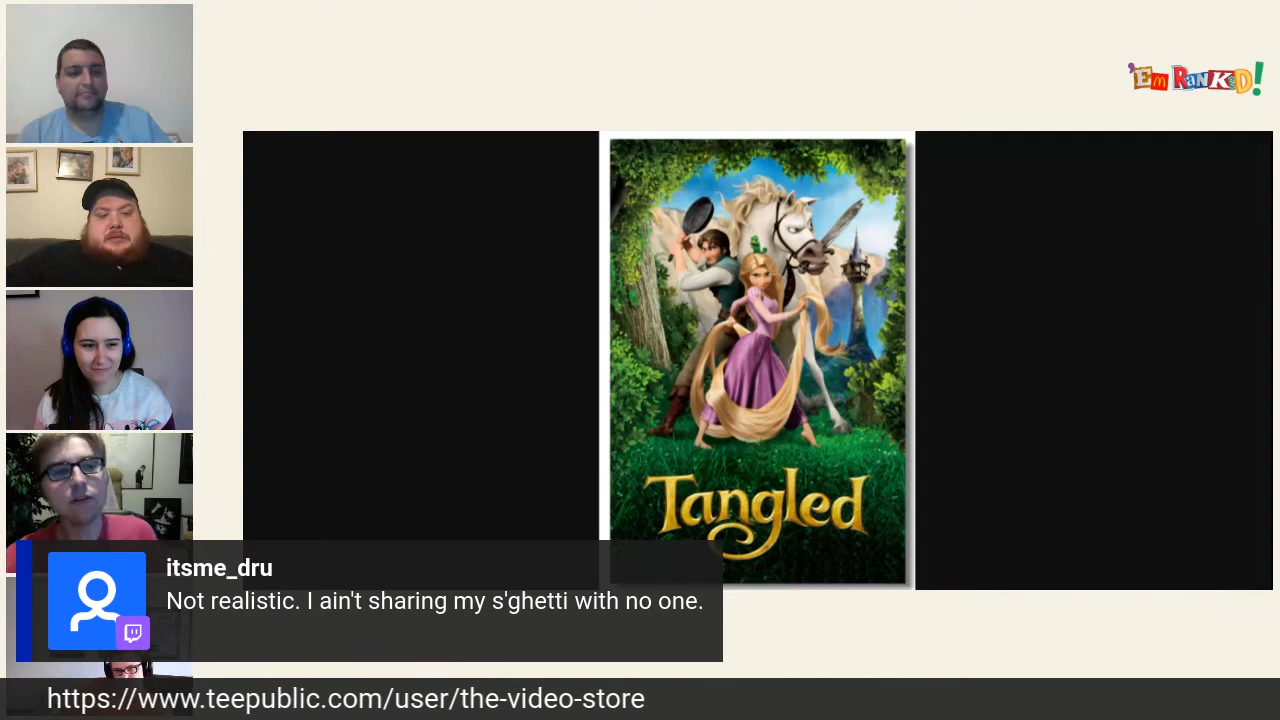 'Em RanKeD!
Tangled
itsme_dru
Not realistic. I ain't sharing my s'ghetti with no one.
https://www.teepublic.com/user/the-video-store